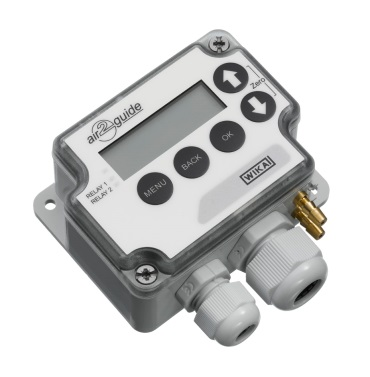 air2guide
Zero
MENU
BACK
OK
RELAY 1
RELAY 2
WIKA